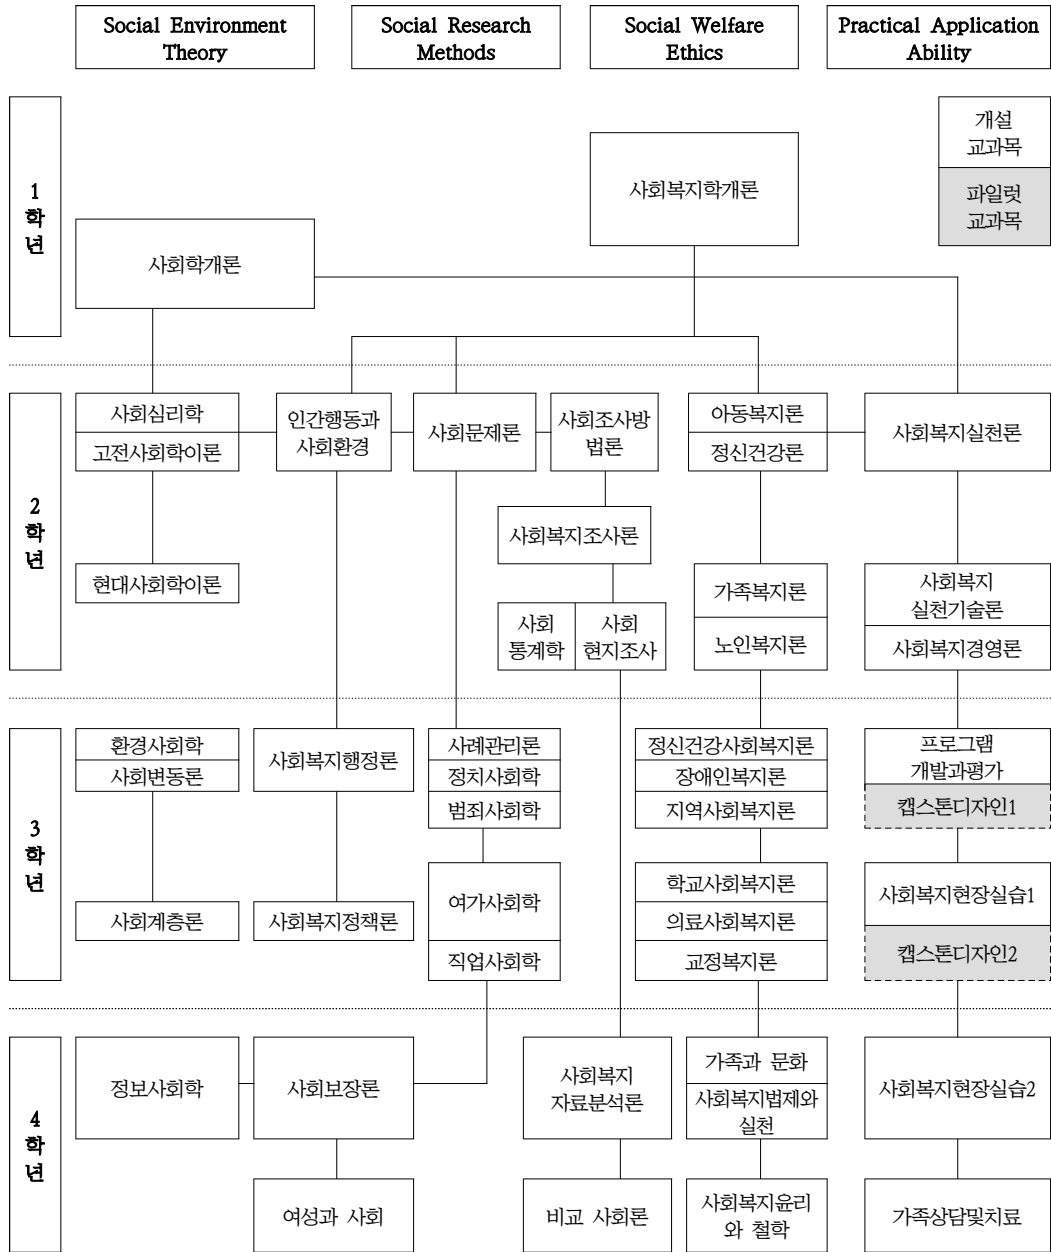 Social Environment
Theory
Social Research
Methods
Social Welfare
Ethics
Practical Application
Ability
1
학
년
개설
교과목
파일럿
교과목
사회복지학개론
사회학개론
2
학
년
사회심리학
고전사회학이론
인간행동과
사회환경
사회문제론
사회조사방
법론
아동복지론
정신건강론
사회복지실천론
사회복지조사론
현대사회학이론
사회
통계학
사회
현지조사
가족복지론
노인복지론
사회복지
실천기술론
사회복지경영론
3
학
년
환경사회학
사회변동론
사회복지행정론
사례관리론
정치사회학
범죄사회학
정신건강사회복지론
장애인복지론
지역사회복지론
프로그램
개발과평가
캡스톤디자인1
사회계층론
사회복지정책론
여가사회학
직업사회학
학교사회복지론
의료사회복지론
교정복지론
사회복지현장실습1
캡스톤디자인2
4
학
년
정보사회학
사회보장론
사회복지
자료분석론
가족과 문화
사회복지법제와
실천
사회복지현장실습2
여성과 사회
비교 사회론
사회복지윤리
와 철학
가족상담및치료